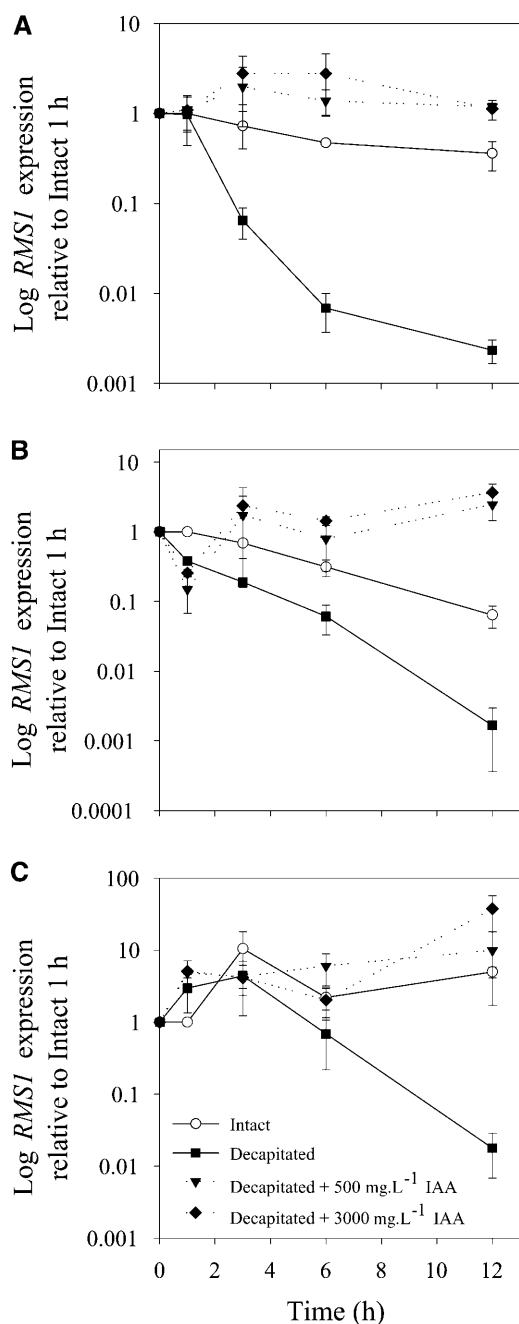 A
10
1
0.1
0.01
0.001
Log RMS1 expression
relative to Intact 1 h
B
10
1
0.1
0.01
0.001
0.0001
Log RMS1 expression
relative to Intact 1 h
C
100
10
1
0.1
0.01
0.001
Log RMS1 expression
relative to Intact 1 h
Intact
Decapitated
Decapitated + 500 mg.L⁻¹ IAA
Decapitated + 3000 mg.L⁻¹ IAA
0 2 4 6 8 10 12
Time (h)